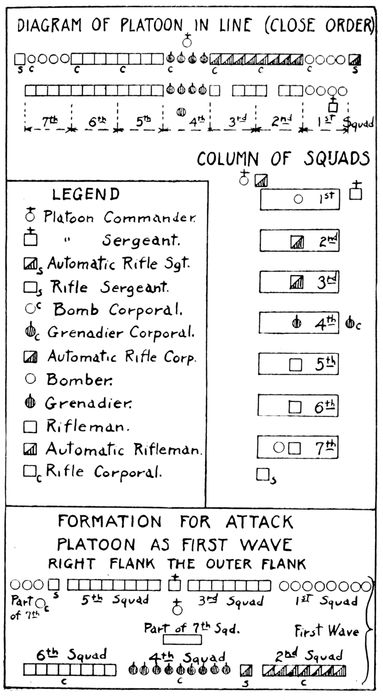 DIAGRAM OF PLATOON IN LINE (CLOSE ORDER)
S C C C C C C C S
7th 6th 5th 4th 3rd 2nd 1st Squad
COLUMN OF SQUADS
LEGEND
Platoon Commander.
" Sergeant.
S Automatic Rifle Sgt.
S Rifle Sergeant.
C Bomb Corporal.
C Grenadier Corporal.
Automatic Rifle Corp.
Bomber.
Grenadier.
Rifleman.
Automatic Rifleman.
C Rifle Corporal.
1st
2nd
3rd
4th C
5th
6th
7th
S
FORMATION FOR ATTACK
PLATOON AS FIRST WAVE
RIGHT FLANK THE OUTER FLANK
S
Part C
of 7th
5th Squad 3rd Squad 1st Squad
Part of 7th Sqd.
First Wave
6th Squad 4th Squad 2nd Squad
C C S C